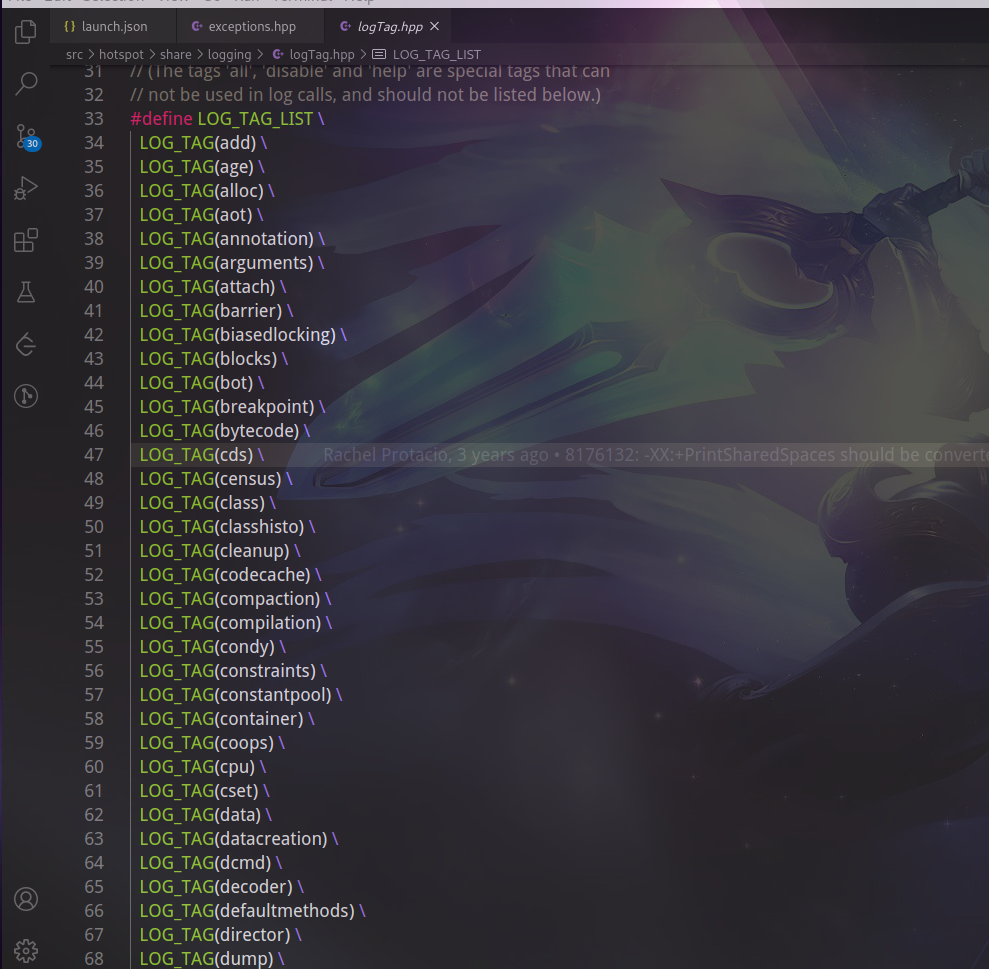 File Edit Selection View Go Run Terminal Help
{} launch.json exceptions.hpp logTag.hpp ×
src > hotspot > share > logging > logTag.hpp > LOG_TAG_LIST
31 // (The tags 'all', 'disable' and 'help' are special tags that can
32 // not be used in log calls, and should not be listed below.)
33 #define LOG_TAG_LIST \
34 LOG_TAG(add) \
35 LOG_TAG(age) \
36 LOG_TAG(alloc) \
37 LOG_TAG(aot) \
38 LOG_TAG(annotation) \
39 LOG_TAG(arguments) \
40 LOG_TAG(attach) \
41 LOG_TAG(barrier) \
42 LOG_TAG(biasedlocking) \
43 LOG_TAG(blocks) \
44 LOG_TAG(bot) \
45 LOG_TAG(breakpoint) \
46 LOG_TAG(bytecode) \
47 LOG_TAG(cds) \ Rachel Protacio, 3 years ago • 8176132: -XX:+PrintSharedSpaces should be converte
48 LOG_TAG(census) \
49 LOG_TAG(class) \
50 LOG_TAG(classhisto) \
51 LOG_TAG(cleanup) \
52 LOG_TAG(codecache) \
53 LOG_TAG(compaction) \
54 LOG_TAG(compilation) \
55 LOG_TAG(condy) \
56 LOG_TAG(constraints) \
57 LOG_TAG(constantpool) \
58 LOG_TAG(container) \
59 LOG_TAG(coops) \
60 LOG_TAG(cpu) \
61 LOG_TAG(cset) \
62 LOG_TAG(data) \
63 LOG_TAG(datacreation) \
64 LOG_TAG(dcmd) \
65 LOG_TAG(decoder) \
66 LOG_TAG(defaultmethods) \
67 LOG_TAG(director) \
68 LOG_TAG(dump) \
30